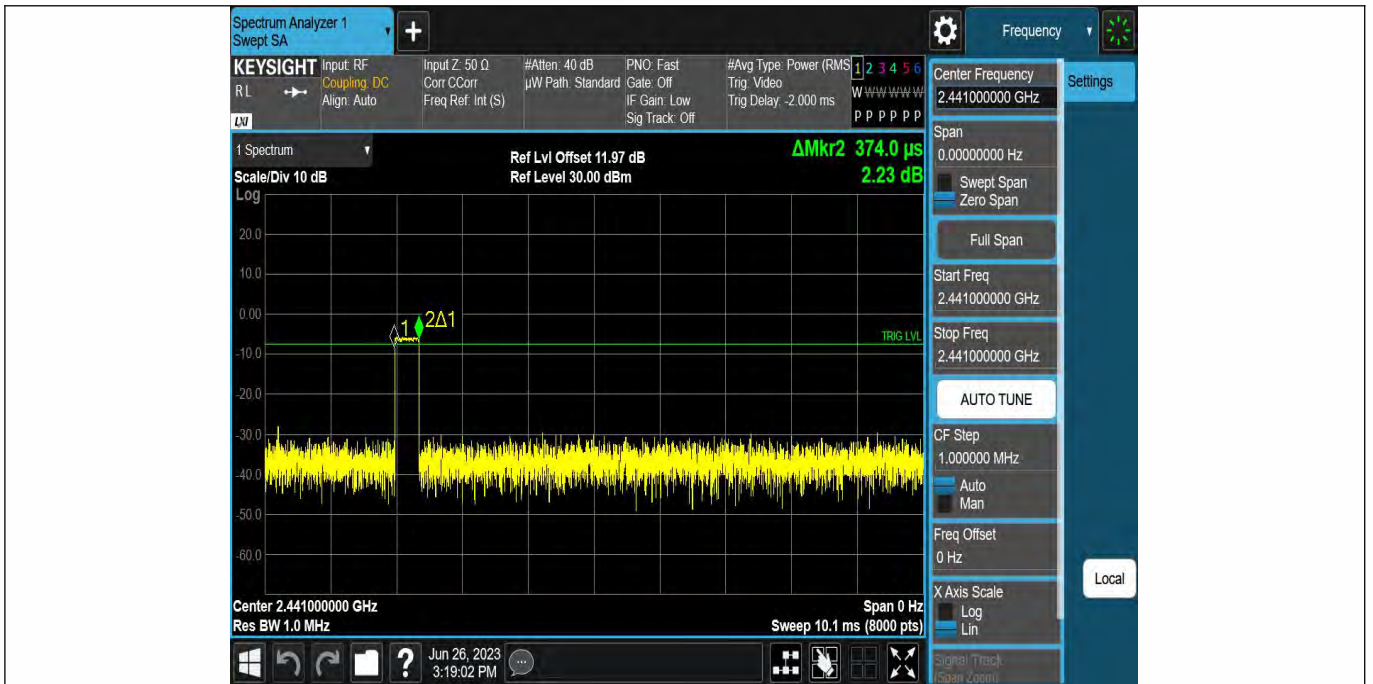 Spectrum Analyzer 1
Swept SA
+
Frequency
KEYSIGHT
RL
LXI
Input: RF
Coupling: DC
Align: Auto
Input Z: 50 Ω
Corr CCorr
Freq Ref: Int (S)
#Atten: 40 dB
µW Path: Standard
PNO: Fast
Gate: Off
IF Gain: Low
Sig Track: Off
#Avg Type: Power (RMS
Trig: Video
Trig Delay: -2.000 ms
1 2 3 4 5 6
W W W W W W
P P P P P P
1 Spectrum
Scale/Div 10 dB
Ref Lvl Offset 11.97 dB
Ref Level 30.00 dBm
ΔMkr2 374.0 µs
2.23 dB
Log
20.0
10.0
0.00
-10.0
-20.0
-30.0
-40.0
-50.0
-60.0
1
2Δ1
TRIG LVL
Center 2.441000000 GHz
Res BW 1.0 MHz
Span 0 Hz
Sweep 10.1 ms (8000 pts)
?
Jun 26, 2023
3:19:02 PM
Center Frequency
2.441000000 GHz
Settings
Span
0.00000000 Hz
Swept Span
Zero Span
Full Span
Start Freq
2.441000000 GHz
Stop Freq
2.441000000 GHz
AUTO TUNE
CF Step
1.000000 MHz
Auto
Man
Freq Offset
0 Hz
X Axis Scale
Log
Lin
Signal Track
(Span Zoom)
Local